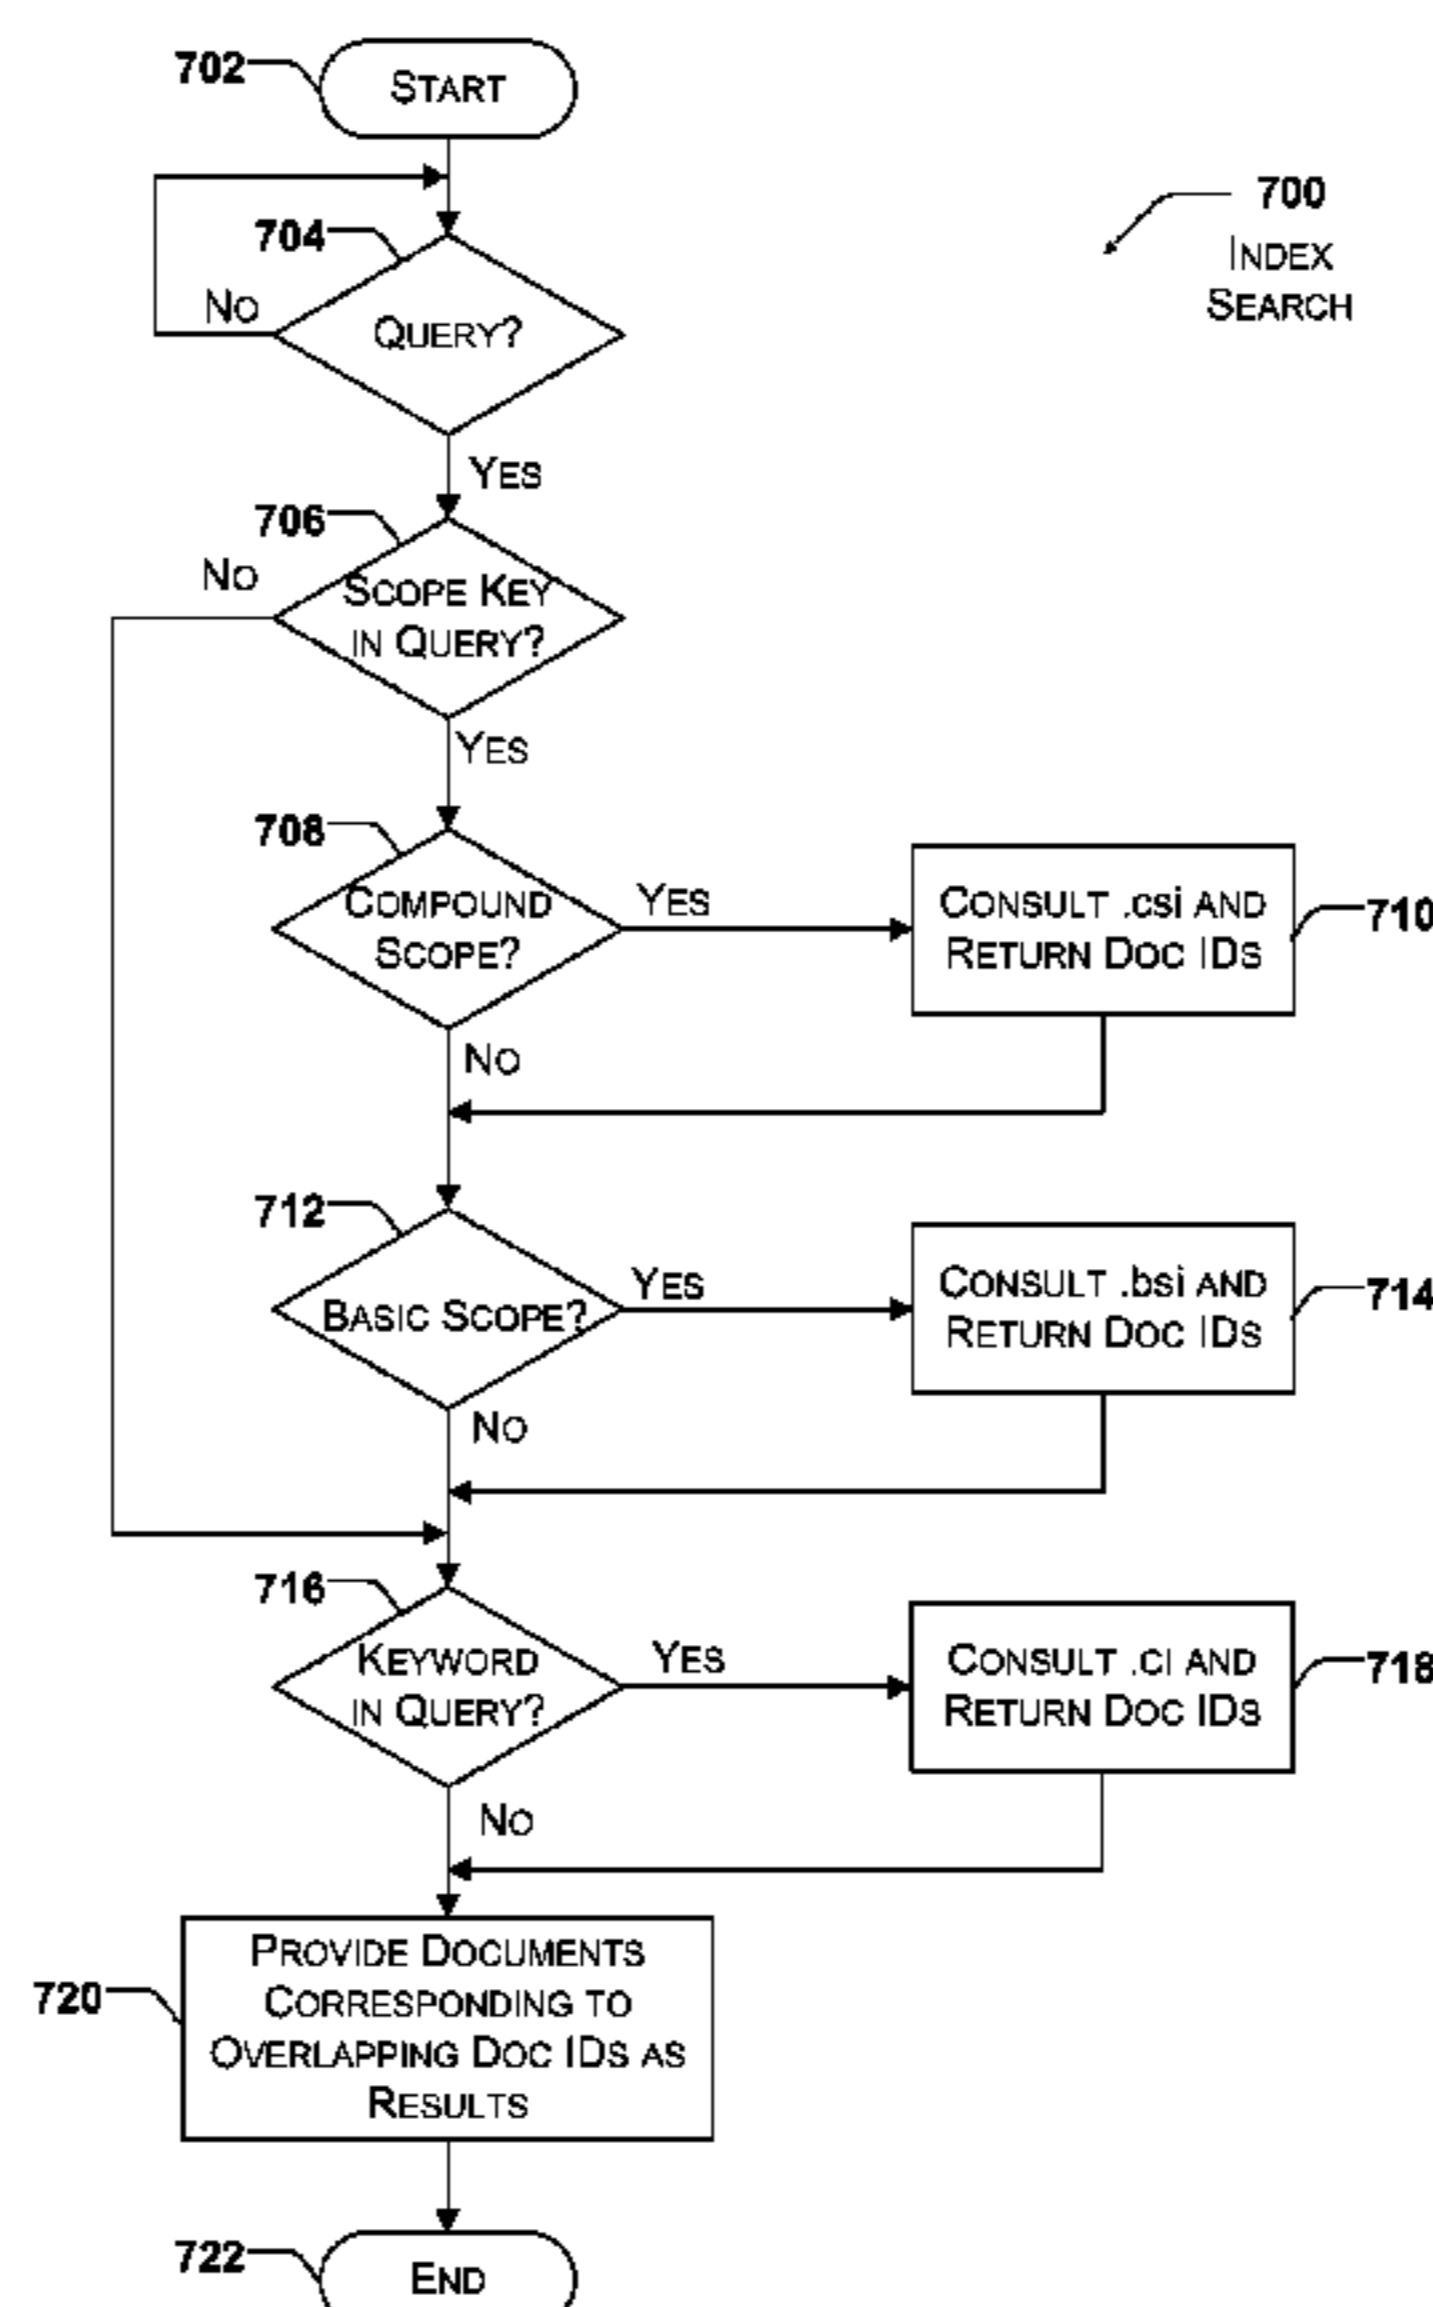 702
START
700
INDEX
SEARCH
704
NO
QUERY?
YES
706
NO
SCOPE KEY
IN QUERY?
YES
708
COMPOUND
SCOPE?
YES
CONSULT .csi AND
RETURN DOC IDS
710
NO
712
BASIC SCOPE?
YES
CONSULT .bsi AND
RETURN DOC IDS
714
NO
716
KEYWORD
IN QUERY?
YES
CONSULT .CI AND
RETURN DOC IDS
718
NO
720
PROVIDE DOCUMENTS
CORRESPONDING TO
OVERLAPPING DOC IDS AS
RESULTS
722
END